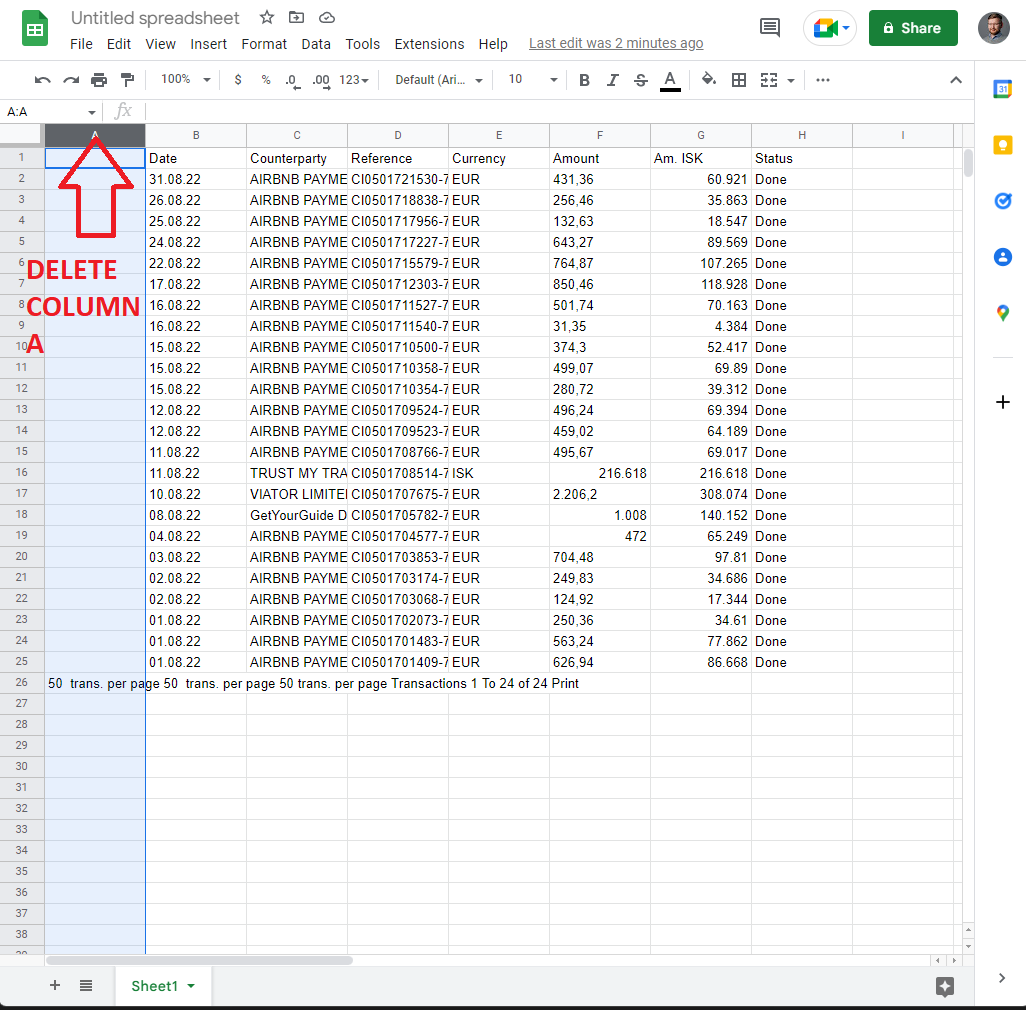 Untitled spreadsheet
File Edit View Insert Format Data Tools Extensions Help Last edit was 2 minutes ago
Share
100% $ % .0 .00 123 Default (Ari... 10 B I S A
31
A:A fx
A B C D E F G H I
1 Date Counterparty Reference Currency Amount Am. ISK Status
2 31.08.22 AIRBNB PAYME CI0501721530-7 EUR 431,36 60.921 Done
3 26.08.22 AIRBNB PAYME CI0501718838-7 EUR 256,46 35.863 Done
4 25.08.22 AIRBNB PAYME CI0501717956-7 EUR 132,63 18.547 Done
5 24.08.22 AIRBNB PAYME CI0501717227-7 EUR 643,27 89.569 Done
6 22.08.22 AIRBNB PAYME CI0501715579-7 EUR 764,87 107.265 Done
7 17.08.22 AIRBNB PAYME CI0501712303-7 EUR 850,46 118.928 Done
8 16.08.22 AIRBNB PAYME CI0501711527-7 EUR 501,74 70.163 Done
9 16.08.22 AIRBNB PAYME CI0501711540-7 EUR 31,35 4.384 Done
10 15.08.22 AIRBNB PAYME CI0501710500-7 EUR 374,3 52.417 Done
11 15.08.22 AIRBNB PAYME CI0501710358-7 EUR 499,07 69.89 Done
12 15.08.22 AIRBNB PAYME CI0501710354-7 EUR 280,72 39.312 Done
13 12.08.22 AIRBNB PAYME CI0501709524-7 EUR 496,24 69.394 Done
14 12.08.22 AIRBNB PAYME CI0501709523-7 EUR 459,02 64.189 Done
15 11.08.22 AIRBNB PAYME CI0501708766-7 EUR 495,67 69.017 Done
16 11.08.22 TRUST MY TRA CI0501708514-7 ISK 216.618 216.618 Done
17 10.08.22 VIATOR LIMITE CI0501707675-7 EUR 2.206,2 308.074 Done
18 08.08.22 GetYourGuide D CI0501705782-7 EUR 1.008 140.152 Done
19 04.08.22 AIRBNB PAYME CI0501704577-7 EUR 472 65.249 Done
20 03.08.22 AIRBNB PAYME CI0501703853-7 EUR 704,48 97.81 Done
21 02.08.22 AIRBNB PAYME CI0501703174-7 EUR 249,83 34.686 Done
22 02.08.22 AIRBNB PAYME CI0501703068-7 EUR 124,92 17.344 Done
23 01.08.22 AIRBNB PAYME CI0501702073-7 EUR 250,36 34.61 Done
24 01.08.22 AIRBNB PAYME CI0501701483-7 EUR 563,24 77.862 Done
25 01.08.22 AIRBNB PAYME CI0501701409-7 EUR 626,94 86.668 Done
26 50 trans. per page 50 trans. per page 50 trans. per page Transactions 1 To 24 of 24 Print
27
28
29
30
31
32
33
34
35
36
37
38
DELETE
COLUMN
A
Sheet1